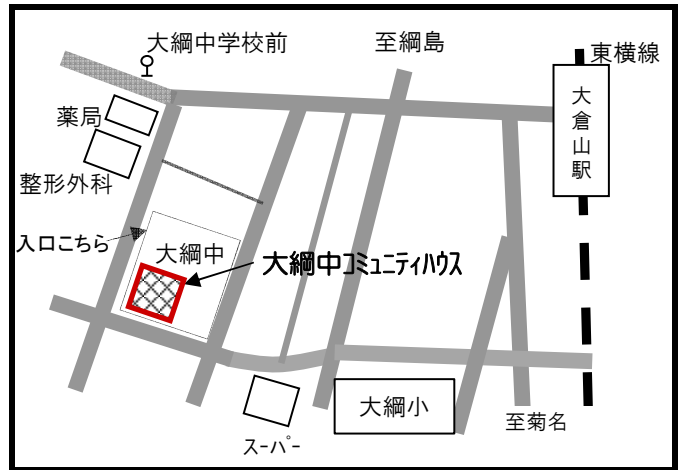 大綱中学校前
至綱島
東横線
大倉山駅
薬局
整形外科
入口こちら
大綱中
大綱中ｺﾐｭﾆﾃｨﾊｳｽ
大綱小
至菊名
ｽｰﾊﾟｰ